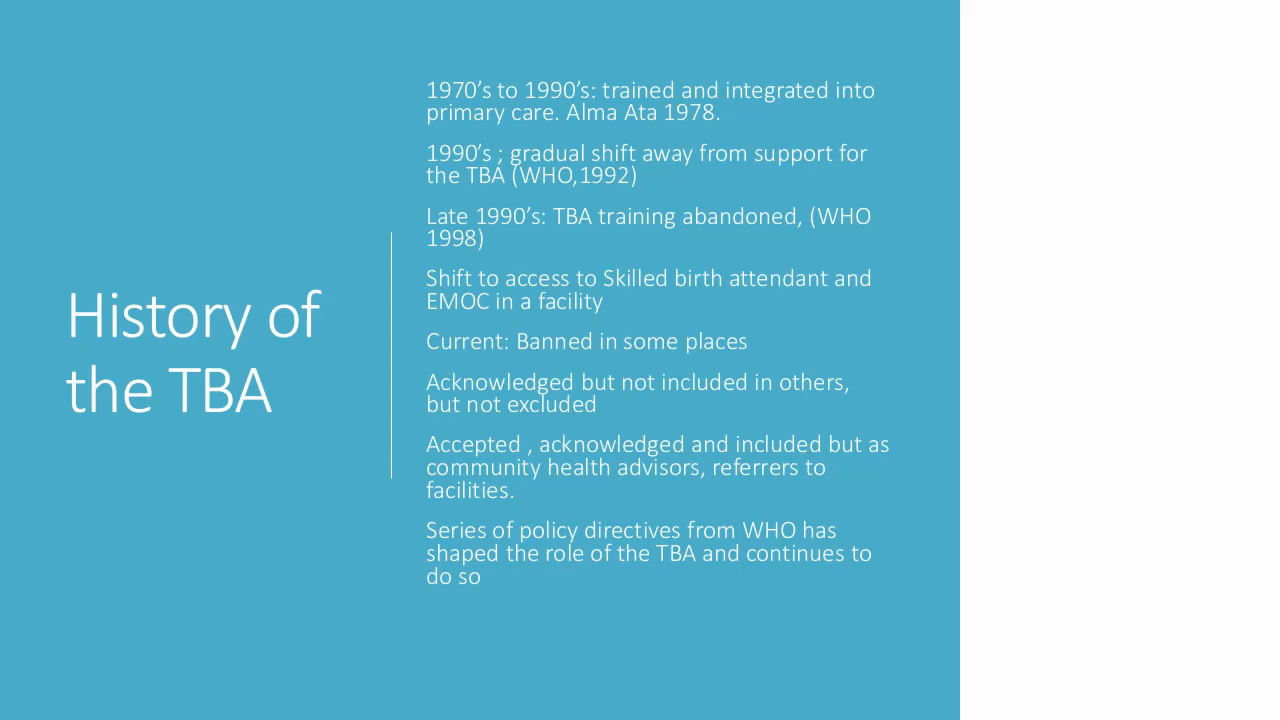 History of
the TBA
1970’s to 1990’s: trained and integrated into
primary care. Alma Ata 1978.
1990’s ; gradual shift away from support for
the TBA (WHO,1992)
Late 1990’s: TBA training abandoned, (WHO
1998)
Shift to access to Skilled birth attendant and
EMOC in a facility
Current: Banned in some places
Acknowledged but not included in others,
but not excluded
Accepted , acknowledged and included but as
community health advisors, referrers to
facilities.
Series of policy directives from WHO has
shaped the role of the TBA and continues to
do so